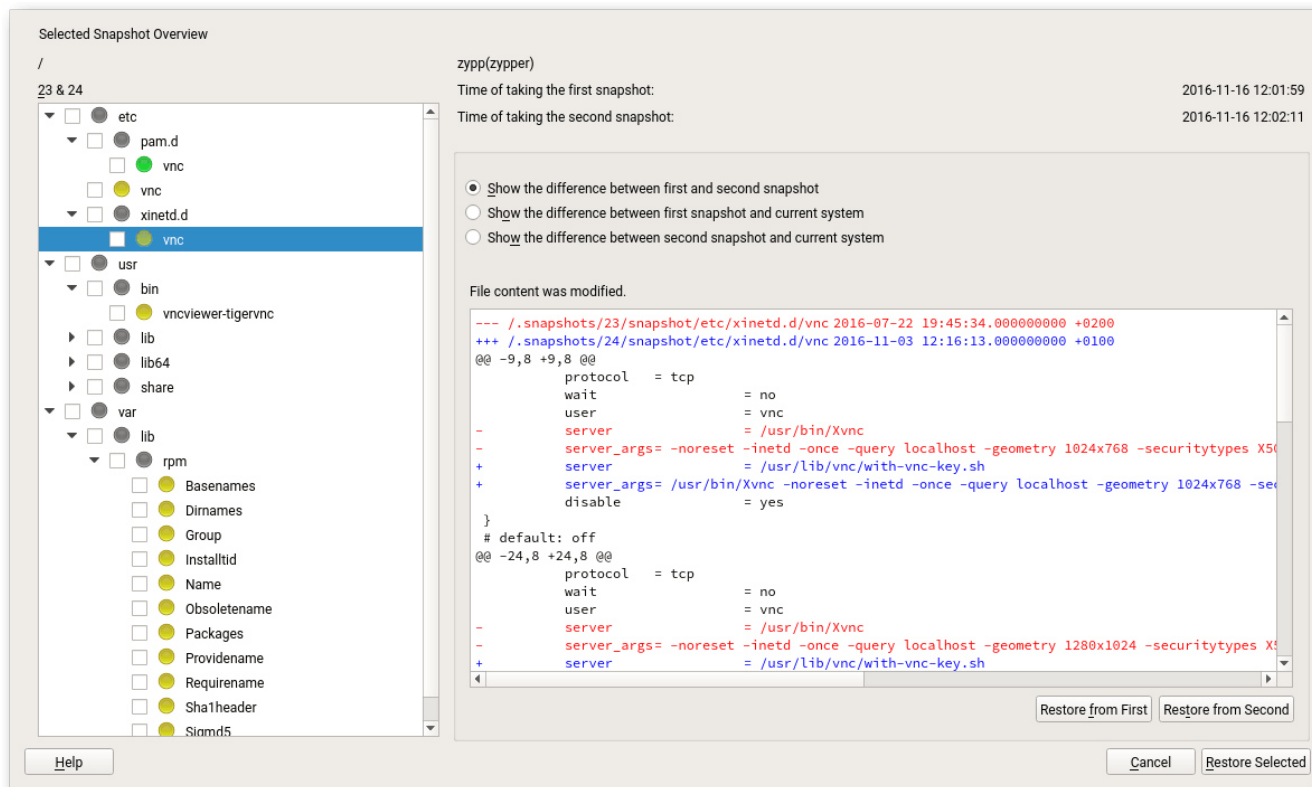 Selected Snapshot Overview
/
23 & 24
etc
pam.d
vnc
vnc
xinetd.d
vnc
usr
bin
vncviewer-tigervnc
lib
lib64
share
var
lib
rpm
Basenames
Dirnames
Group
Installtid
Name
Obsoletename
Packages
Providename
Requirename
Sha1header
Sigmd5
zypp(zypper)
Time of taking the first snapshot: 2016-11-16 12:01:59
Time of taking the second snapshot: 2016-11-16 12:02:11
Show the difference between first and second snapshot
Show the difference between first snapshot and current system
Show the difference between second snapshot and current system
File content was modified.
--- /.snapshots/23/snapshot/etc/xinetd.d/vnc 2016-07-22 19:45:34.000000000 +0200
+++ /.snapshots/24/snapshot/etc/xinetd.d/vnc 2016-11-03 12:16:13.000000000 +0100
@@ -9,8 +9,8 @@
protocol = tcp
wait = no
user = vnc
- server = /usr/bin/Xvnc
- server_args= -noreset -inetd -once -query localhost -geometry 1024x768 -securitytypes X50
+ server = /usr/lib/vnc/with-vnc-key.sh
+ server_args= /usr/bin/Xvnc -noreset -inetd -once -query localhost -geometry 1024x768 -sec
disable = yes
}
# default: off
@@ -24,8 +24,8 @@
protocol = tcp
wait = no
user = vnc
- server = /usr/bin/Xvnc
- server_args= -noreset -inetd -once -query localhost -geometry 1280x1024 -securitytypes X5
+ server = /usr/lib/vnc/with-vnc-key.sh
Restore from First Restore from Second
Help Cancel Restore Selected